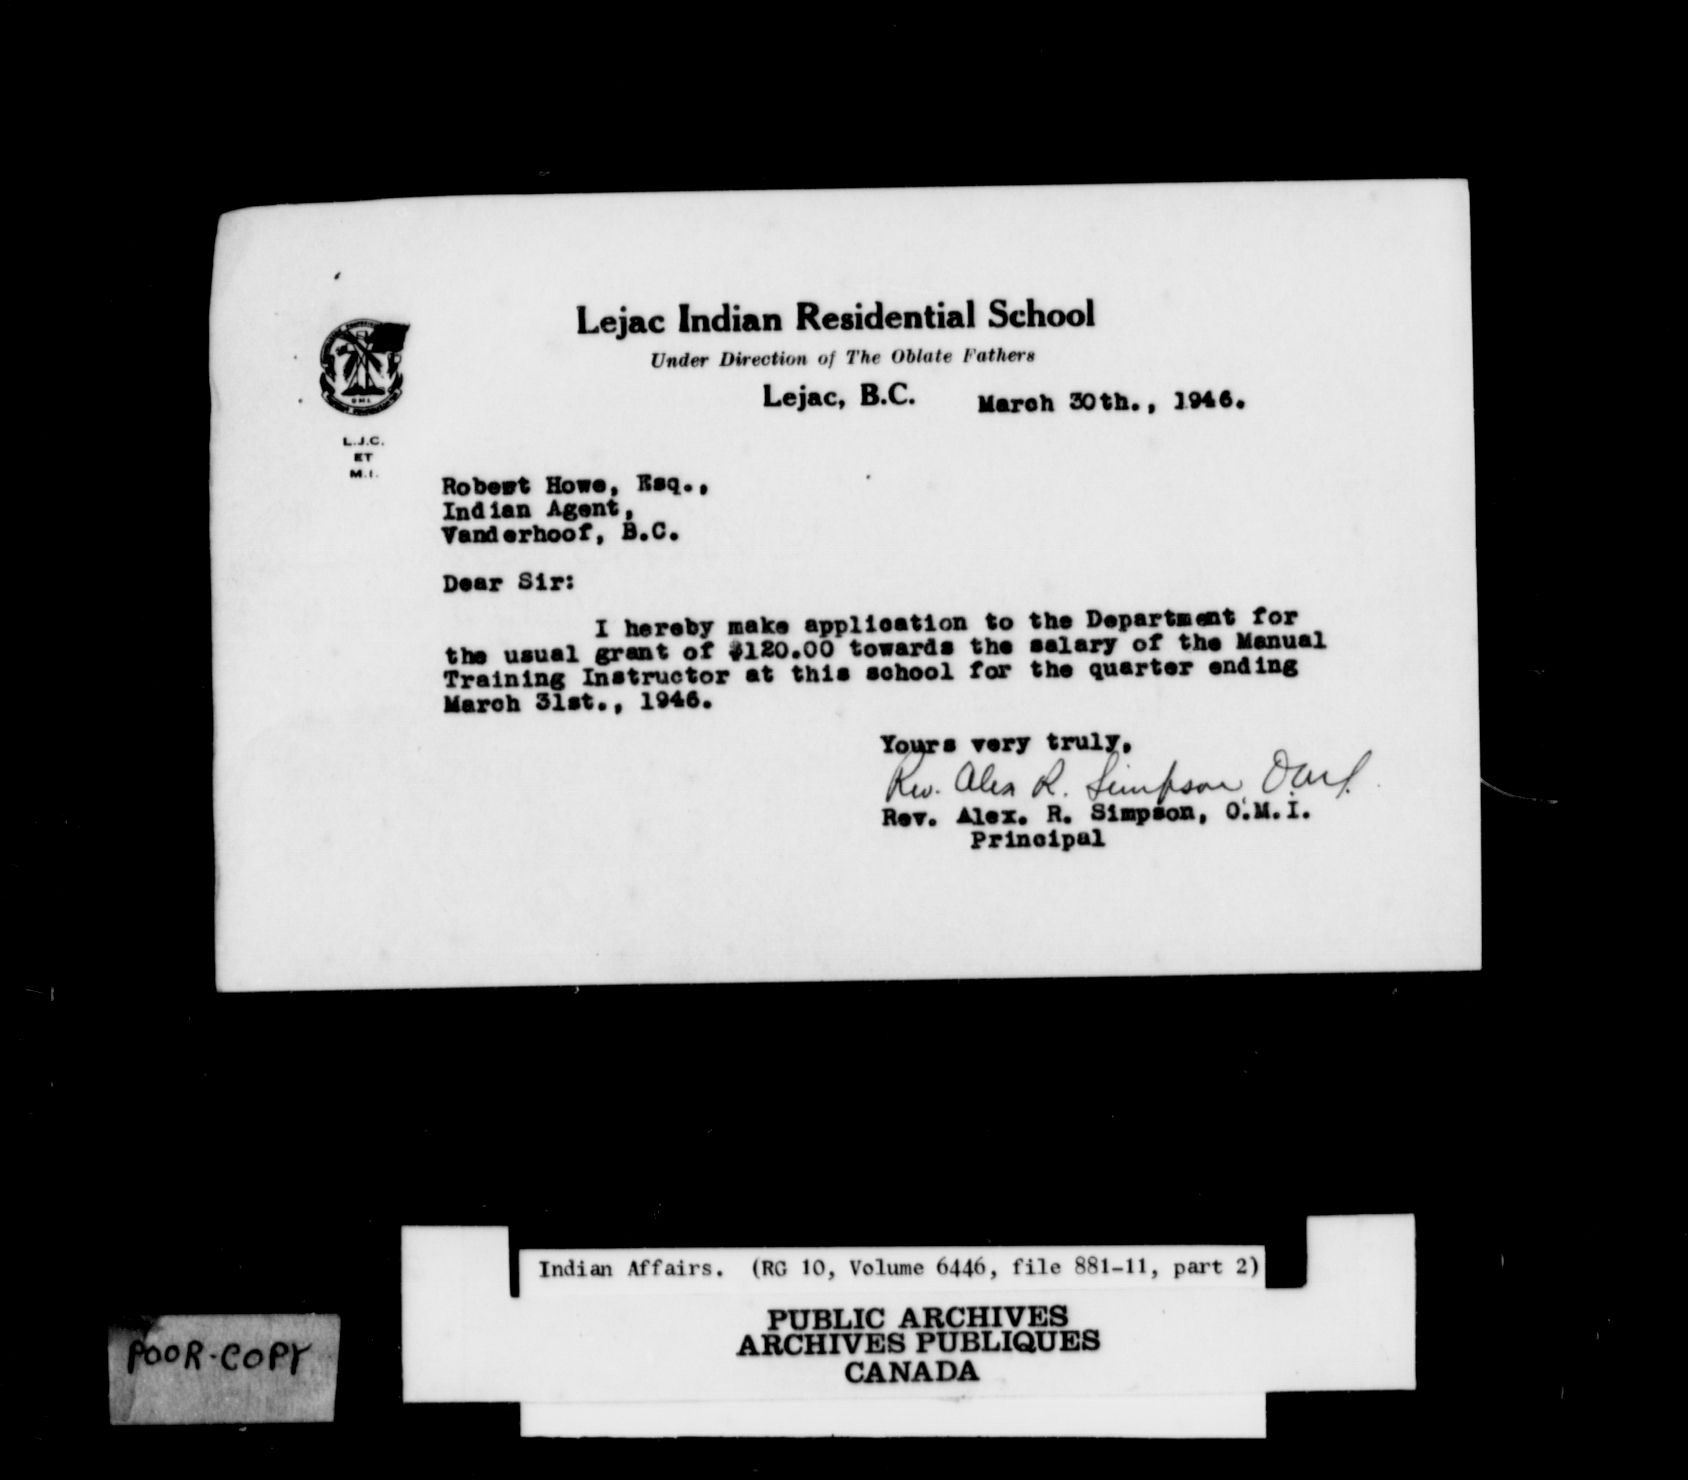 Lejac Indian Residential School
Under Direction of The Oblate Fathers
Lejac, B.C. March 30th., 1946.
O M I
L.J.C.
ET
M.I.
Robert Howe, Esq.,
Indian Agent,
Vanderhoof, B.C.
Dear Sir:
I hereby make application to the Department for
the usual grant of $120.00 towards the salary of the Manual
Training Instructor at this school for the quarter ending
March 31st., 1946.
Yours very truly,
Rev. Alex R. Simpson, O.M.I.
Rev. Alex. R. Simpson, O.M.I.
Principal
Indian Affairs. (RG 10, Volume 6446, file 881-11, part 2)
PUBLIC ARCHIVES
ARCHIVES PUBLIQUES
CANADA
POOR-COPY